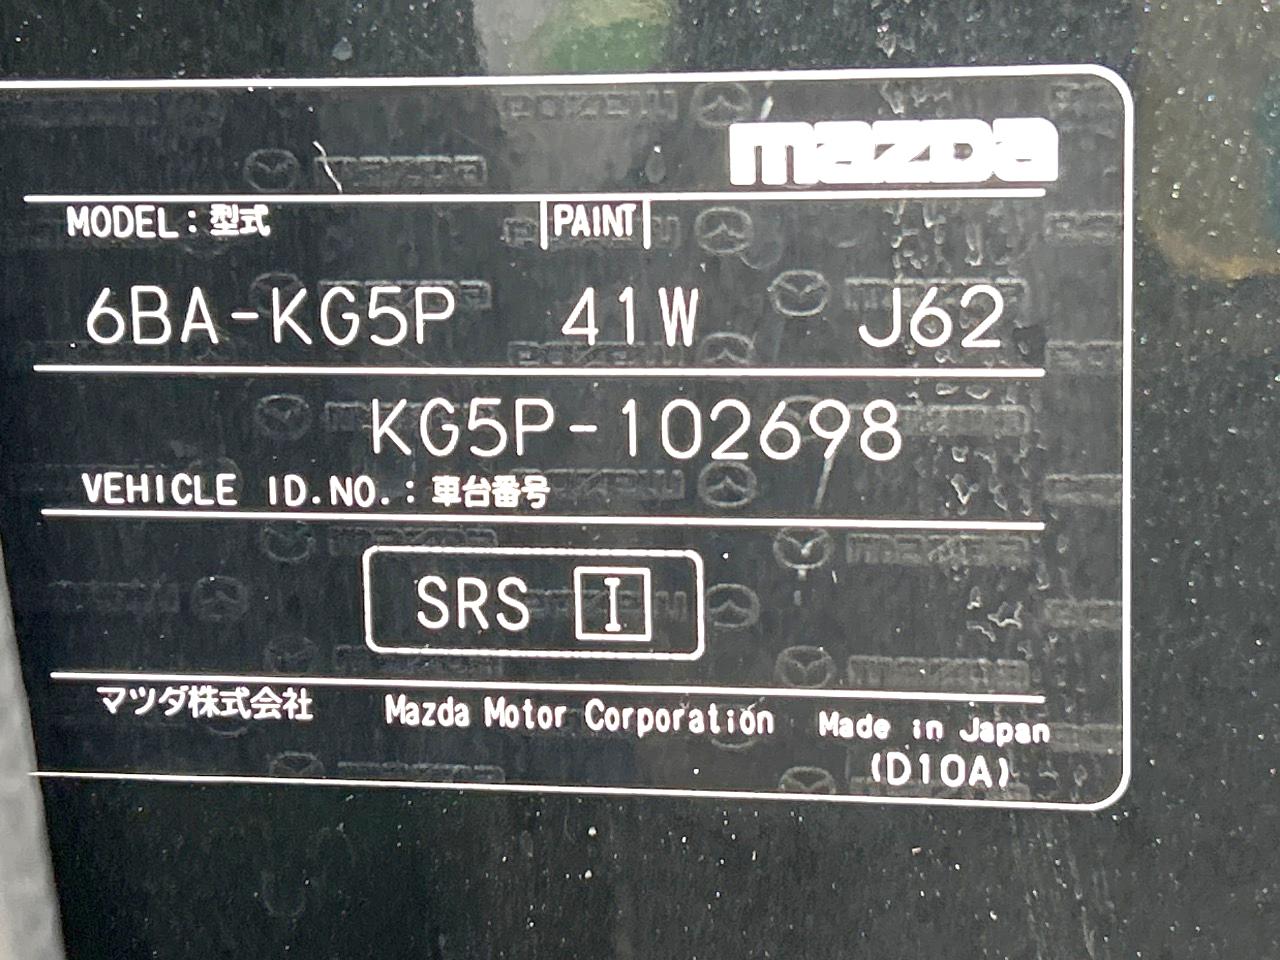 mazda
MODEL:型式 PAINT
6BA-KG5P 41W J62
KG5P-102698
VEHICLE ID.NO.:車台番号
SRS I
マツダ株式会社 Mazda Motor Corporation Made in Japan
(D10A)